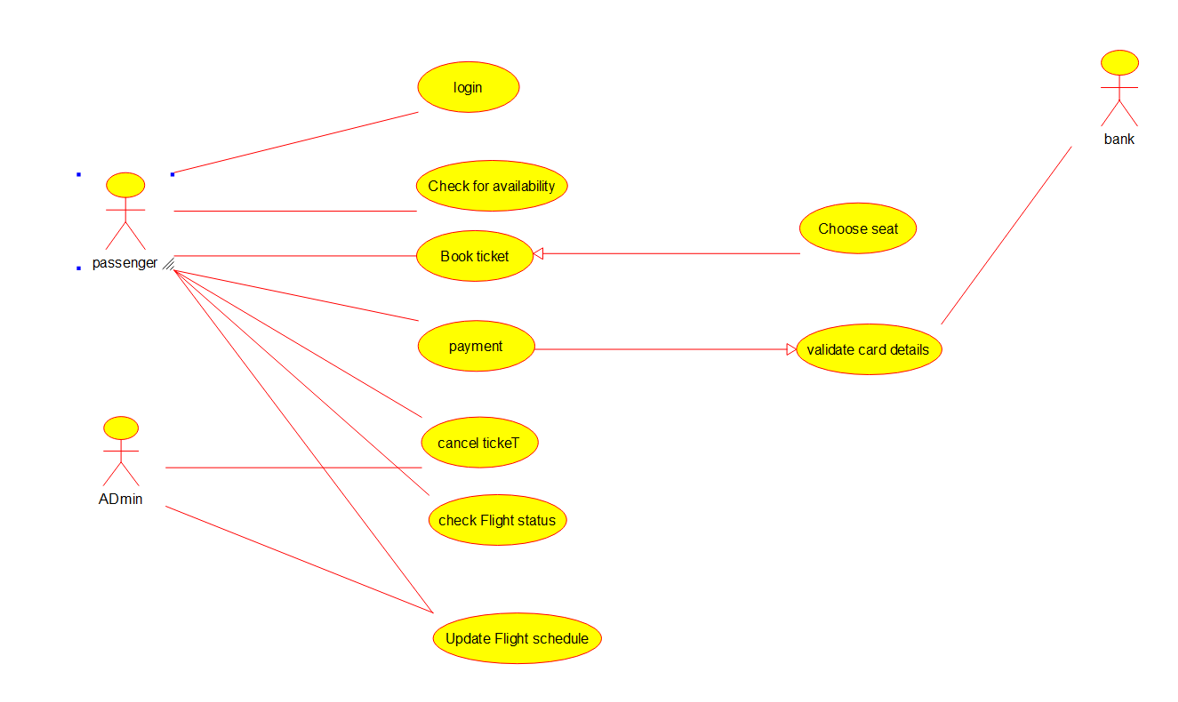 login
bank
Check for availability
Choose seat
Book ticket
passenger
payment
validate card details
cancel tickeT
ADmin
check Flight status
Update Flight schedule